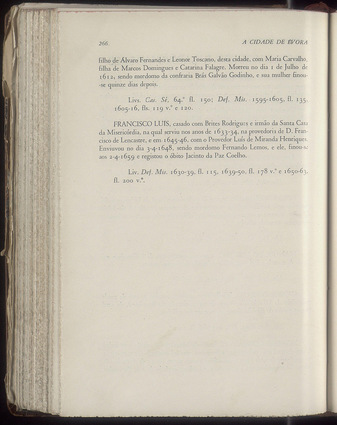 266 A CIDADE DE EVORA
filho de Álvaro Fernandes e Leonor Toscano, desta cidade, com Maria Carvalho,
filha de Marcos Domingues e Catarina Falagre. Morreu no dia 1 de Julho de
1612, sendo mordomo da confraria Brás Galvão Godinho, e sua mulher finou-
-se quinze dias depois.
Livs. Cas. Sé, 64.º fl. 150; Def. Mis. 1595-1605, fl. 135,
1605-16, fls. 119 v.º e 120.
FRANCISCO LUIS, casado com Brites Rodrigues e irmão da Santa Casa
da Misericórdia, na qual serviu nos anos de 1633-34, na provedoria de D. Fran-
cisco de Lencastre, e em 1645-46, com o Provedor Luís de Miranda Henriques.
Enviuvou no dia 3-4-1648, sendo mordomo Fernando Lemos, e ele, finou-se
aos 2-4-1659 e registou o óbito Jacinto da Paz Coelho.
Liv. Def. Mis. 1630-39, fl. 115, 1639-50, fl. 178 v.º e 1650-63,
fl. 200 v.º.